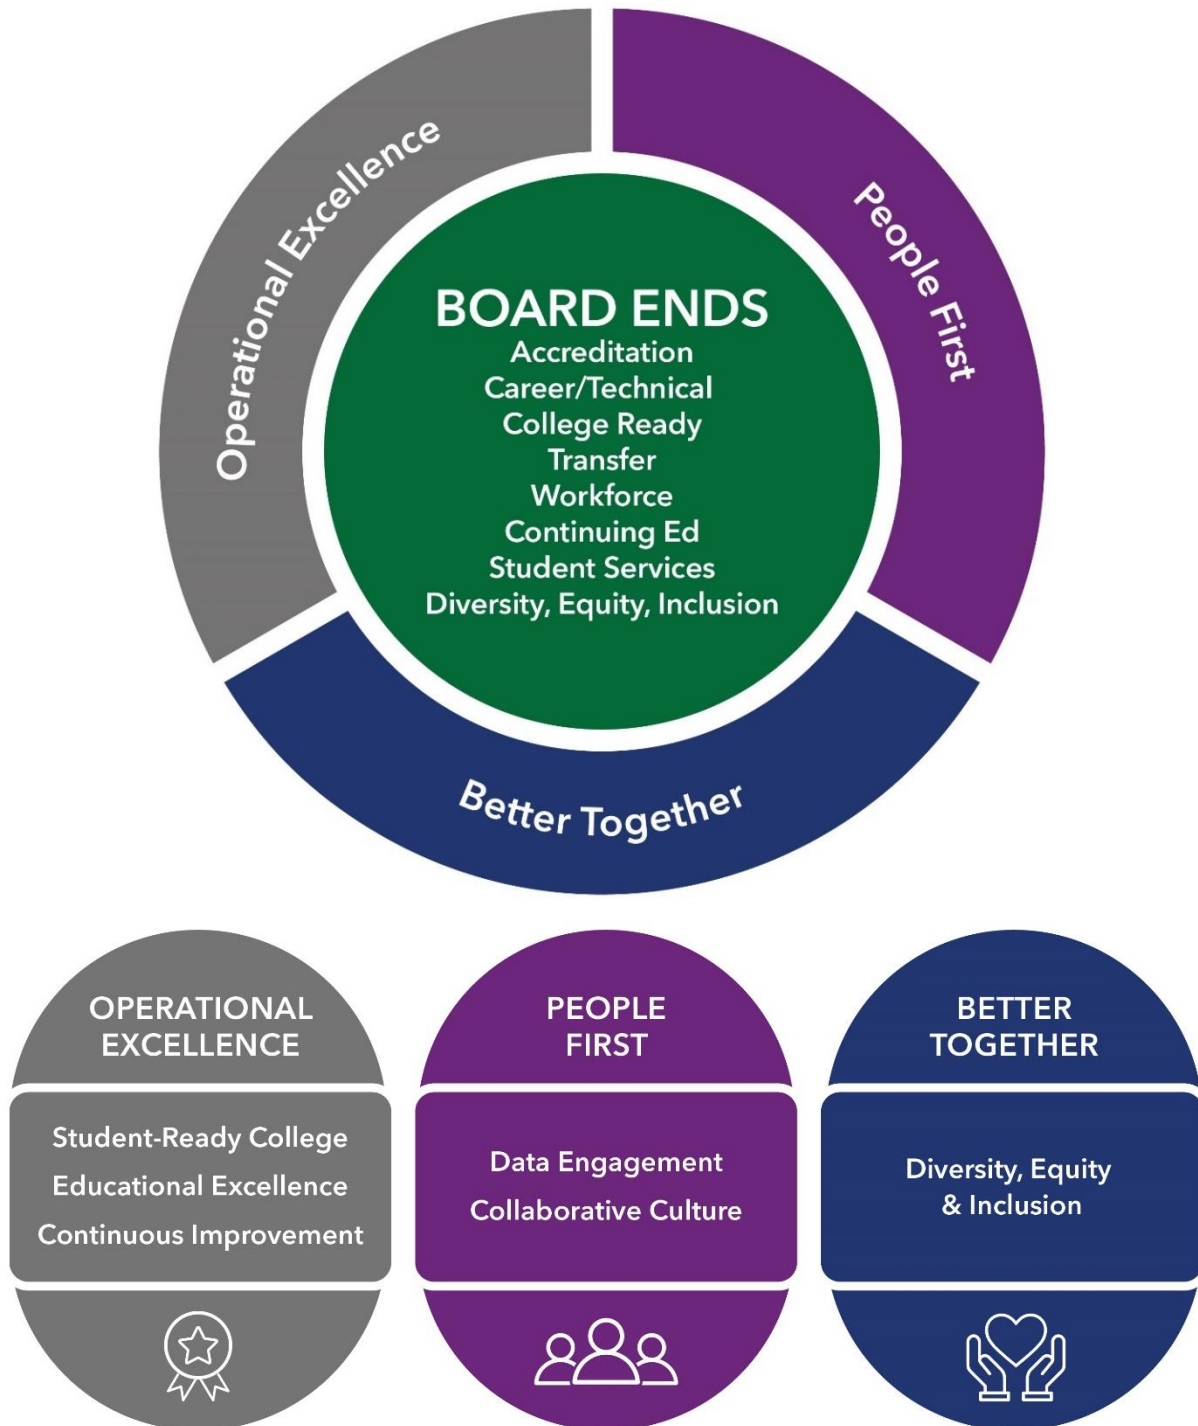 Operational Excellence
People First
BOARD ENDS
Accreditation
Career/Technical
College Ready
Transfer
Workforce
Continuing Ed
Student Services
Diversity, Equity, Inclusion
Better Together
OPERATIONAL
EXCELLENCE
Student-Ready College
Educational Excellence
Continuous Improvement
PEOPLE
FIRST
Data Engagement
Collaborative Culture
BETTER
TOGETHER
Diversity, Equity
& Inclusion